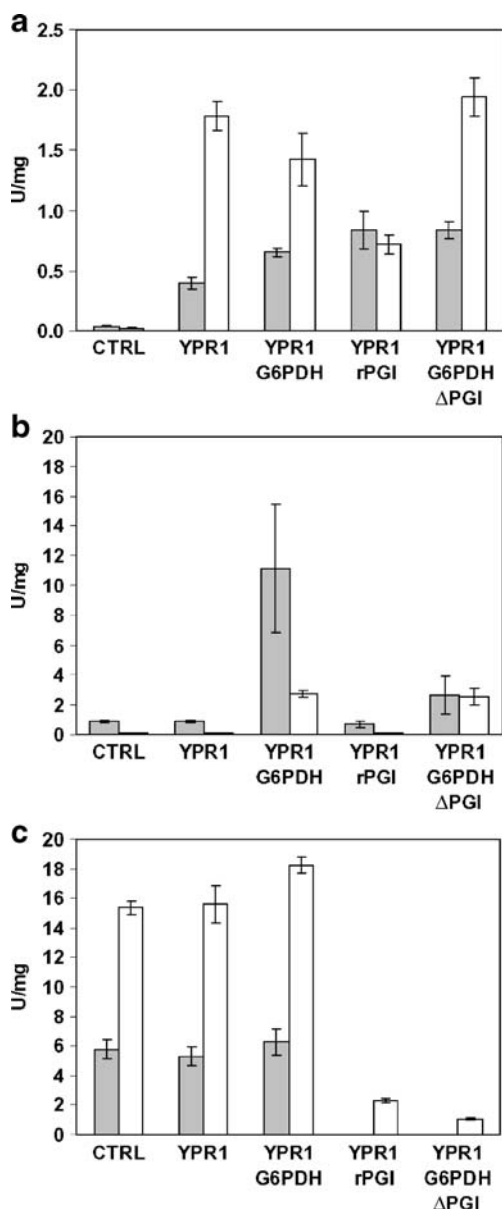 a
2.5
2.0
1.5
1.0
0.5
0.0
U/mg
CTRL YPR1 YPR1 YPR1 YPR1
G6PDH rPGI G6PDH
ΔPGI
b
20
18
16
14
12
10
8
6
4
2
0
U/mg
CTRL YPR1 YPR1 YPR1 YPR1
G6PDH rPGI G6PDH
ΔPGI
c
20
18
16
14
12
10
8
6
4
2
0
U/mg
CTRL YPR1 YPR1 YPR1 YPR1
G6PDH rPGI G6PDH
ΔPGI